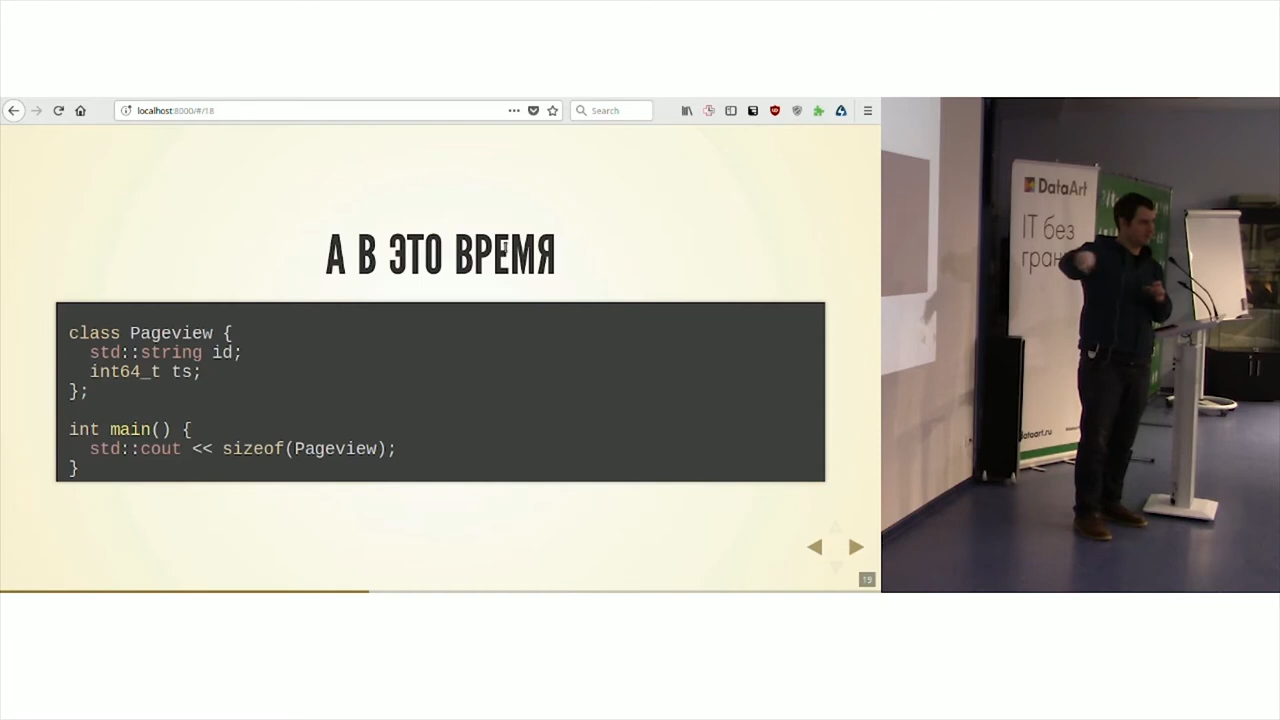 localhost:8000/#/18
Search
А В ЭТО ВРЕМЯ
class Pageview {
  std::string id;
  int64_t ts;
};
int main() {
  std::cout << sizeof(Pageview);
}
19
DataArt
IT без
гран
dataart.ru